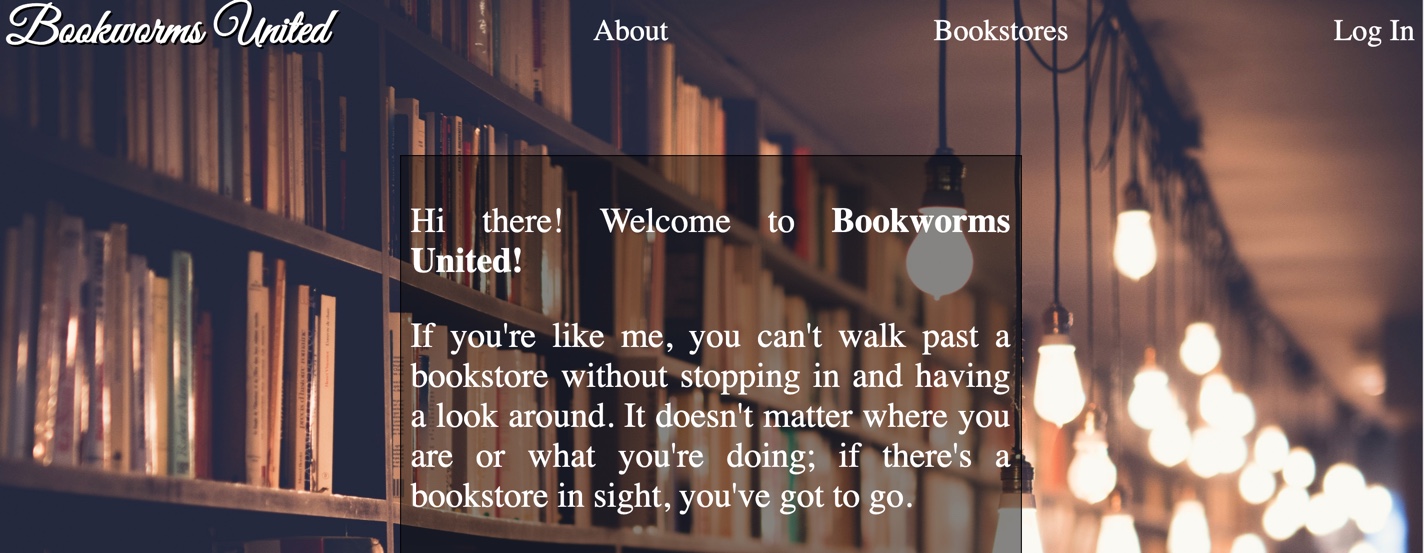 Bookworms United About Bookstores Log In
Hi there! Welcome to Bookworms
United!
If you're like me, you can't walk past a
bookstore without stopping in and having
a look around. It doesn't matter where you
are or what you're doing; if there's a
bookstore in sight, you've got to go.